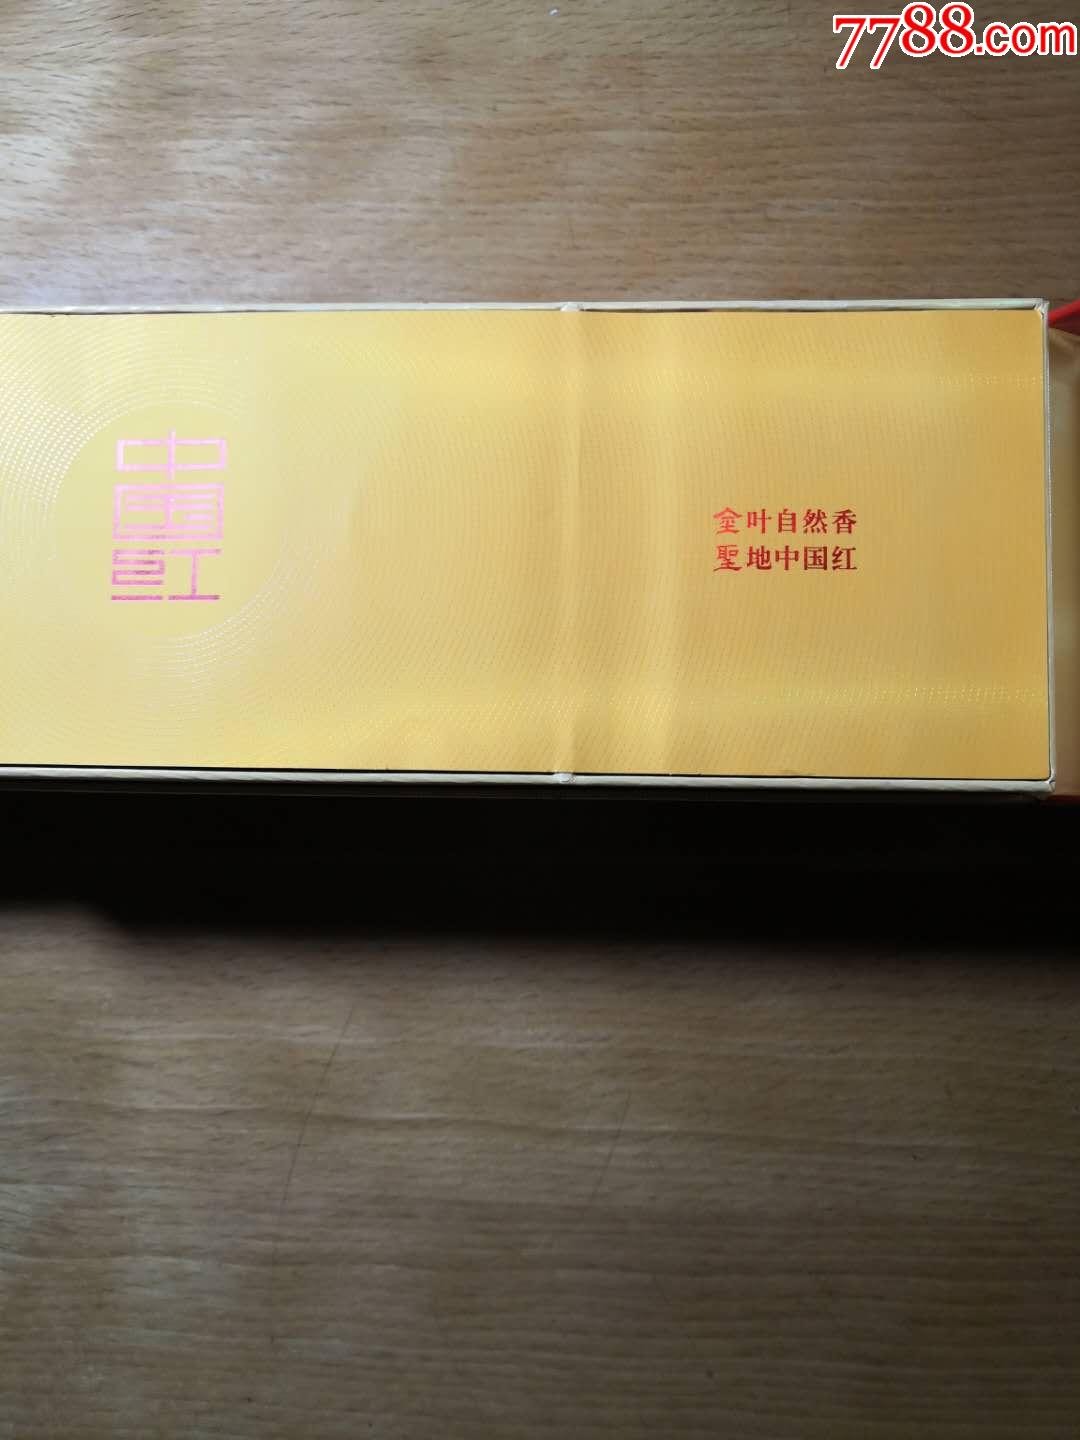 7788.com
中
国
红
金叶自然香
聖地中国红